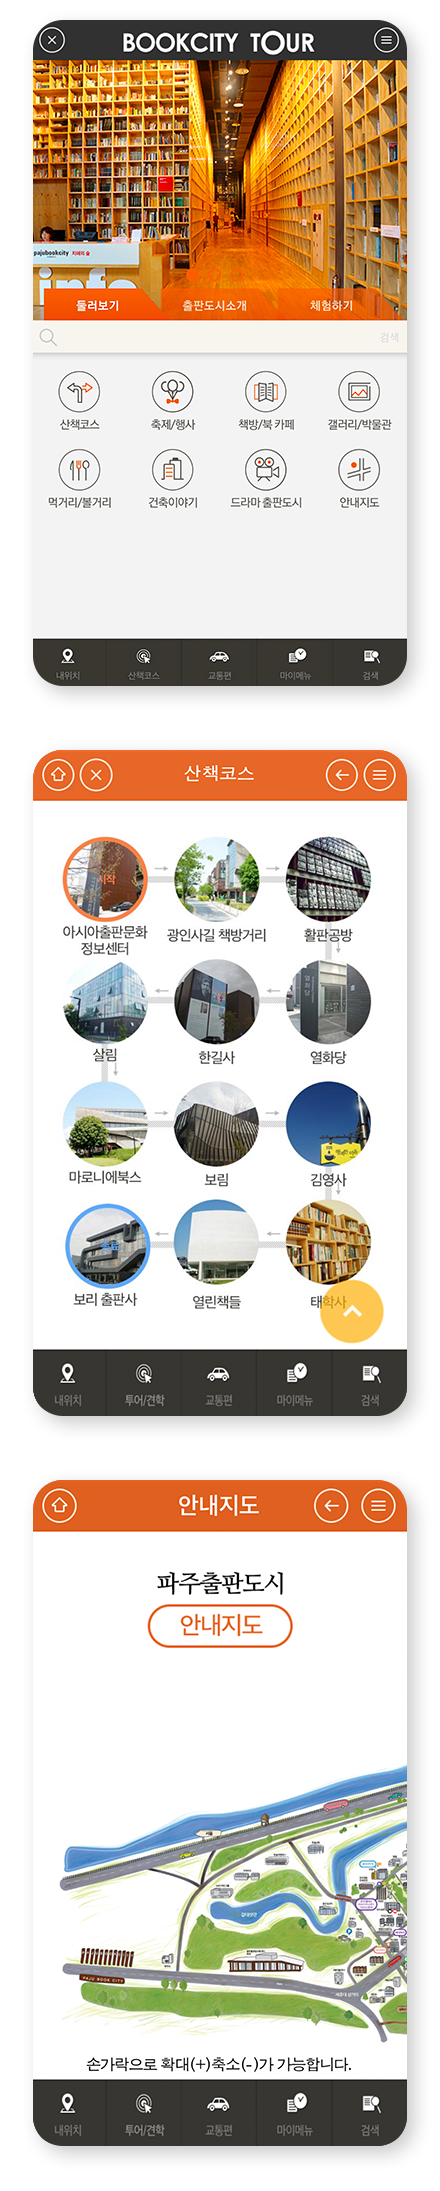 BOOKCITY TOUR
pajubookcity 지혜의 숲
info
둘러보기 출판도시소개 체험하기
검색
산책코스 축제/행사 책방/북 카페 갤러리/박물관
먹거리/볼거리 건축이야기 드라마 출판도시 안내지도
내위치 산책코스 교통편 마이메뉴 검색
산책코스
시작
아시아출판문화 광인사길 책방거리 활판공방
정보센터
살림 한길사 열화당
마로니에북스 보림 김영사
보리 출판사 열린책들 태학사
내위치 투어/견학 교통편 마이메뉴 검색
안내지도
파주출판도시
안내지도
PAJU BOOK CITY
손가락으로 확대(+)축소(-)가 가능합니다.
내위치 투어/견학 교통편 마이메뉴 검색